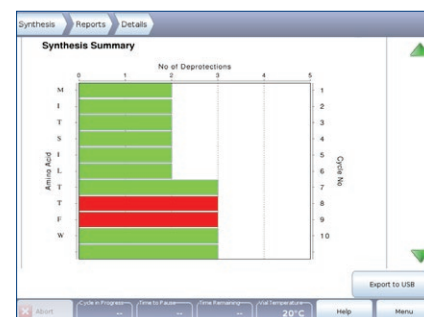 Synthesis Reports Details
Synthesis Summary
No of Deprotections
0 1 2 3 4 5
M 1
I 2
T 3
S 4
I 5
L 6
T 7
T 8
F 9
W 10
Amino Acid
Cycle No
Export to USB
Abort
Cycle in Progress
--
Time to Pause
--
Time Remaining
--
Vial Temperature
20°C
Help
Menu